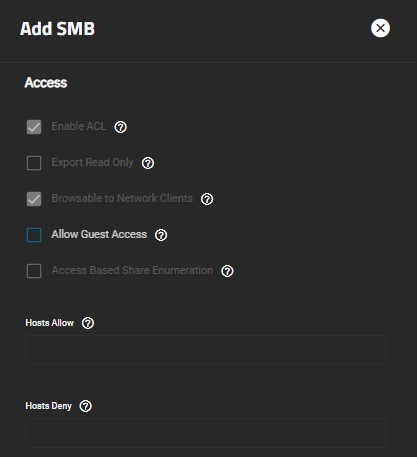 Add SMB
Access
Enable ACL
Export Read Only
Browsable to Network Clients
Allow Guest Access
Access Based Share Enumeration
Hosts Allow
Hosts Deny